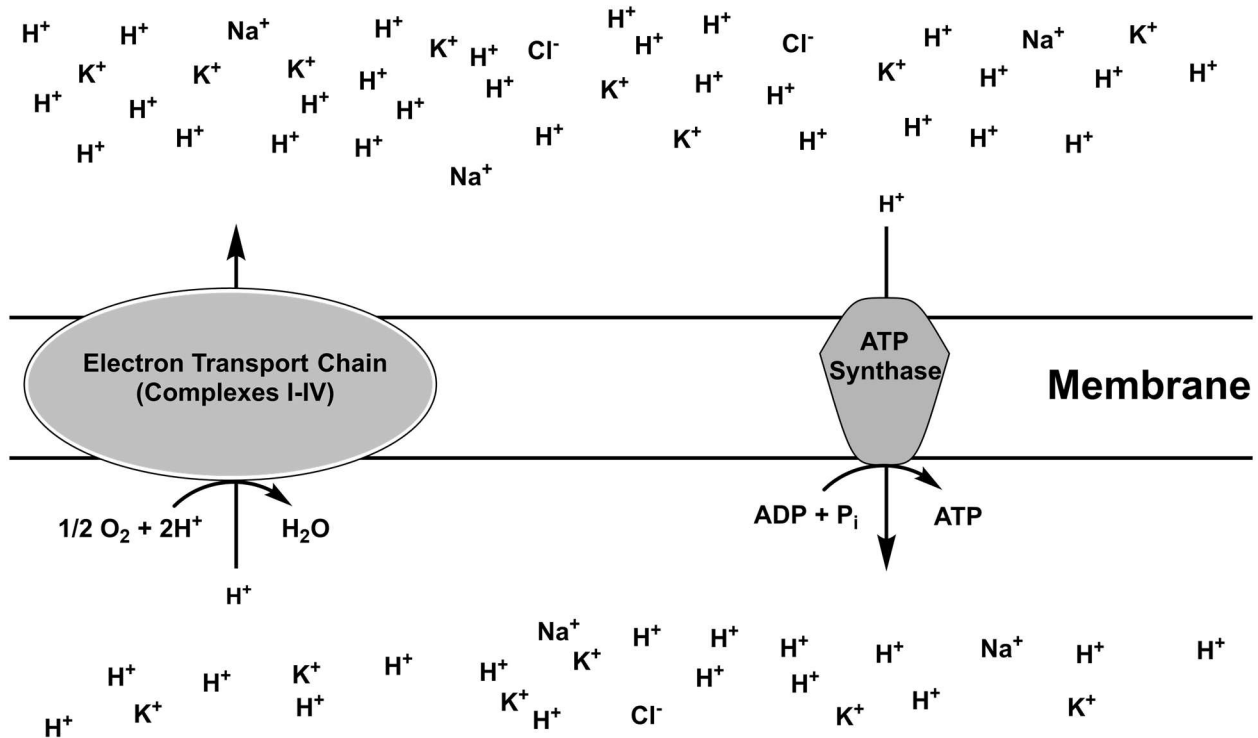 H⁺ H⁺ Na⁺ H⁺ K⁺ H⁺ Cl⁻ H⁺ H⁺ H⁺ Cl⁻ H⁺ Na⁺ K⁺
K⁺ K⁺ K⁺ H⁺ H⁺ K⁺ H⁺ H⁺ K⁺ H⁺ H⁺ H⁺
H⁺ H⁺ H⁺ H⁺
H⁺ H⁺ H⁺ H⁺ H⁺ K⁺ H⁺ H⁺ H⁺ H⁺
Na⁺
H⁺
Electron Transport Chain
(Complexes I-IV)
ATP
Synthase
Membrane
1/2 O₂ + 2H⁺ H₂O
ADP + Pᵢ ATP
H⁺
Na⁺ H⁺ H⁺ H⁺ H⁺ Na⁺ H⁺ H⁺
H⁺ H⁺ K⁺ H⁺ H⁺ K⁺ H⁺ H⁺
H⁺ K⁺ H⁺ K⁺ H⁺ Cl⁻ K⁺ H⁺ K⁺